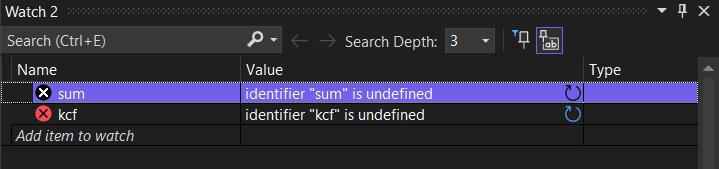 Watch 2
Search (Ctrl+E) Search Depth: 3
Name Value Type
sum identifier "sum" is undefined
kcf identifier "kcf" is undefined
Add item to watch